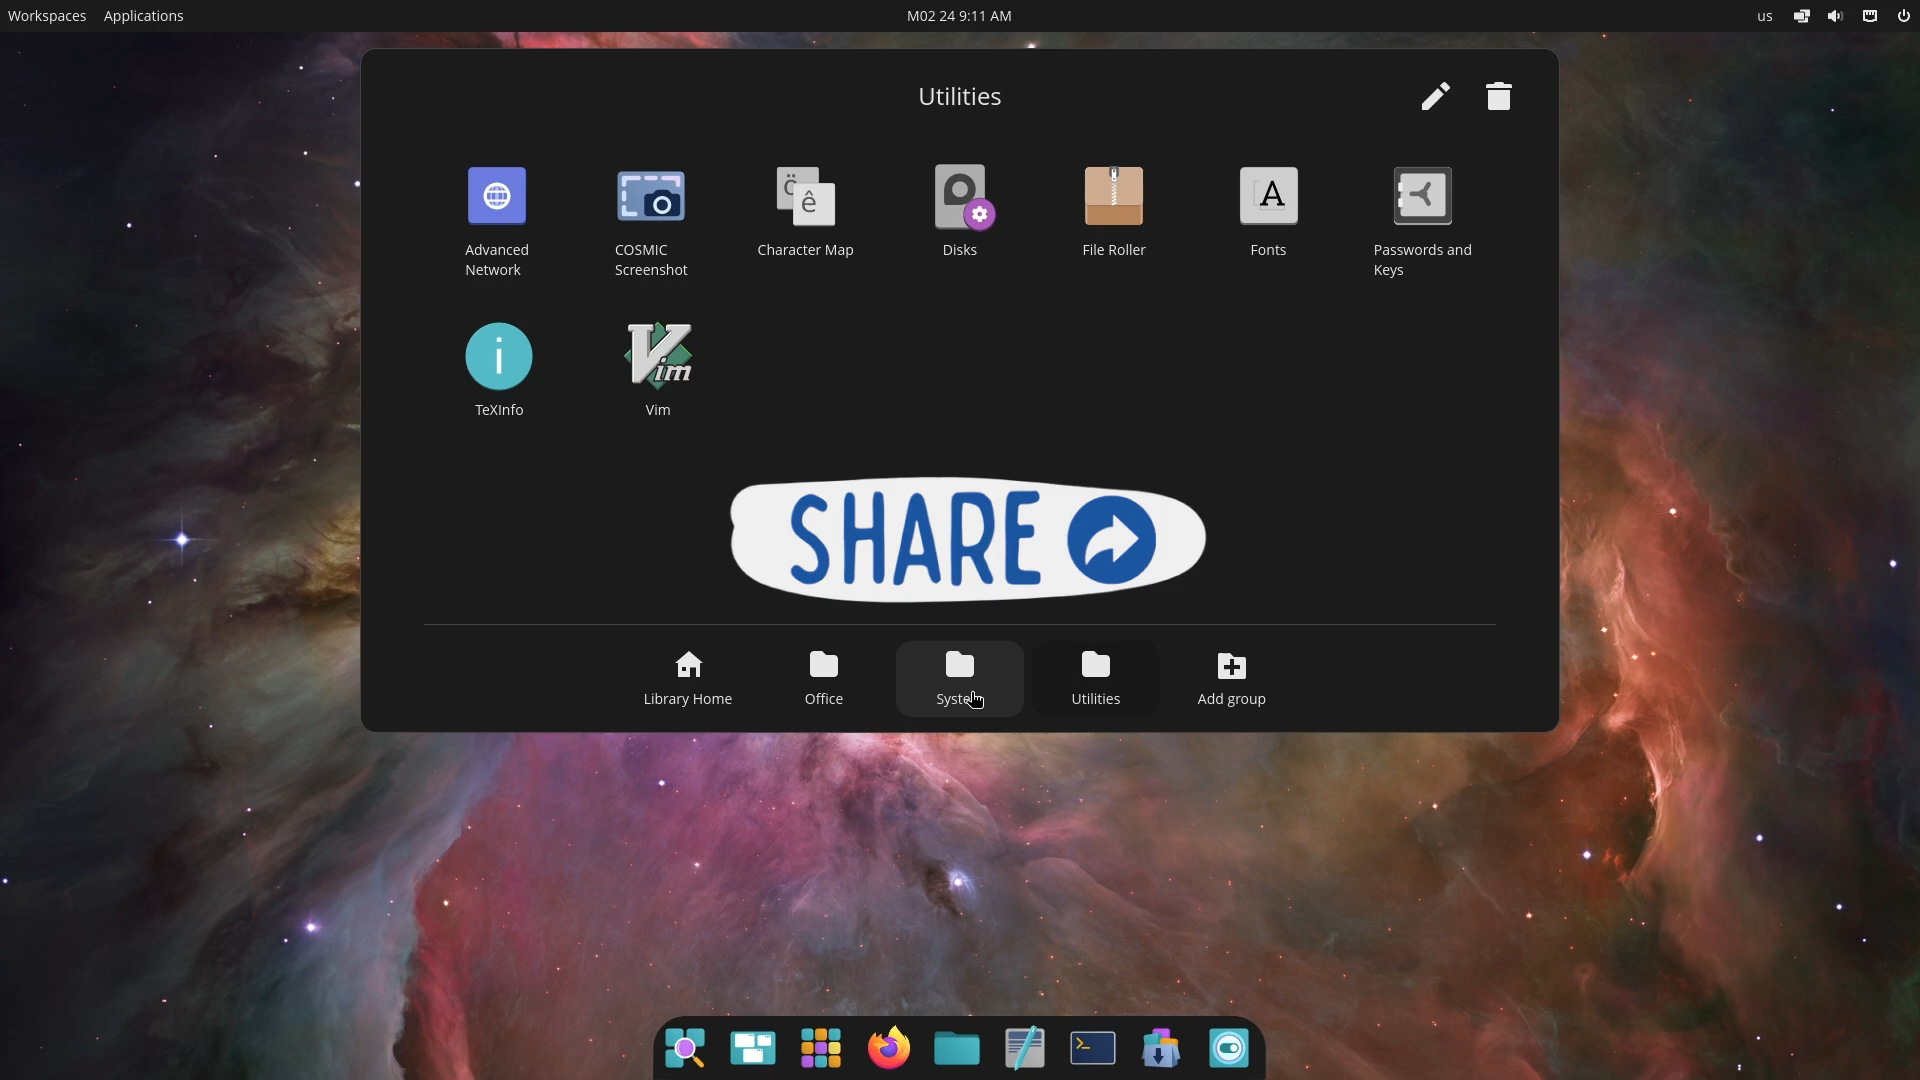 Workspaces Applications M02 24 9:11 AM us
Utilities
ö
ê
A
Advanced
Network
COSMIC
Screenshot
Character Map
Disks
File Roller
Fonts
Passwords and
Keys
i
Vim
TeXInfo
Vim
SHARE
Library Home
Office
Utilities
Add group